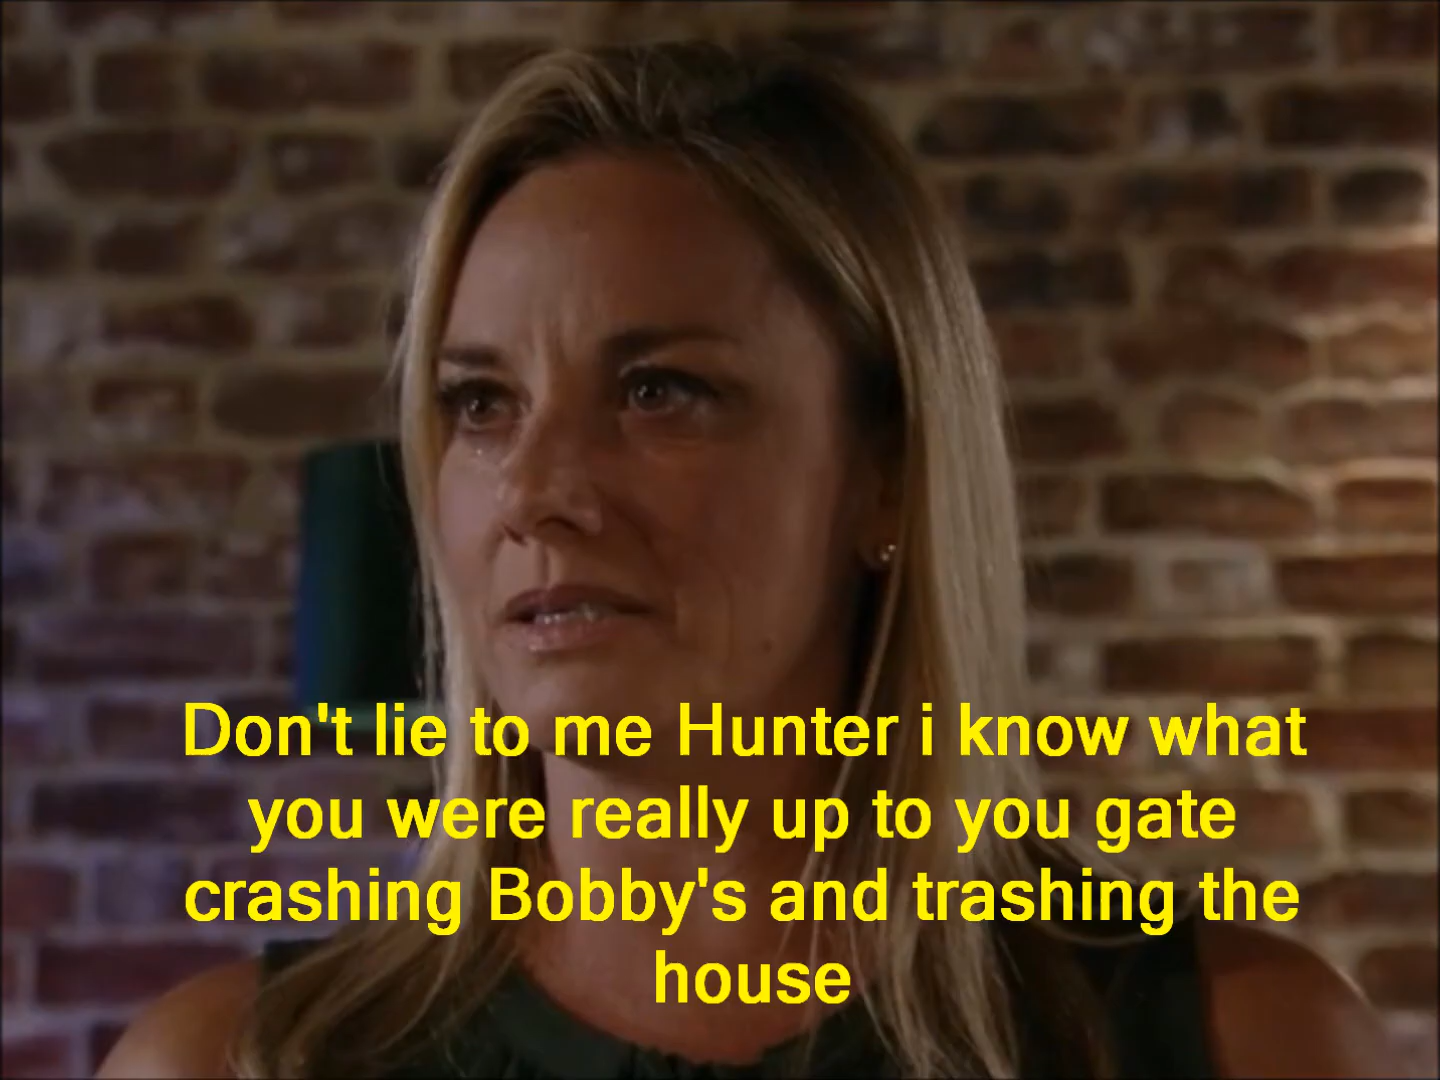 Don't lie to me Hunter i know what
you were really up to you gate
crashing Bobby's and trashing the
house